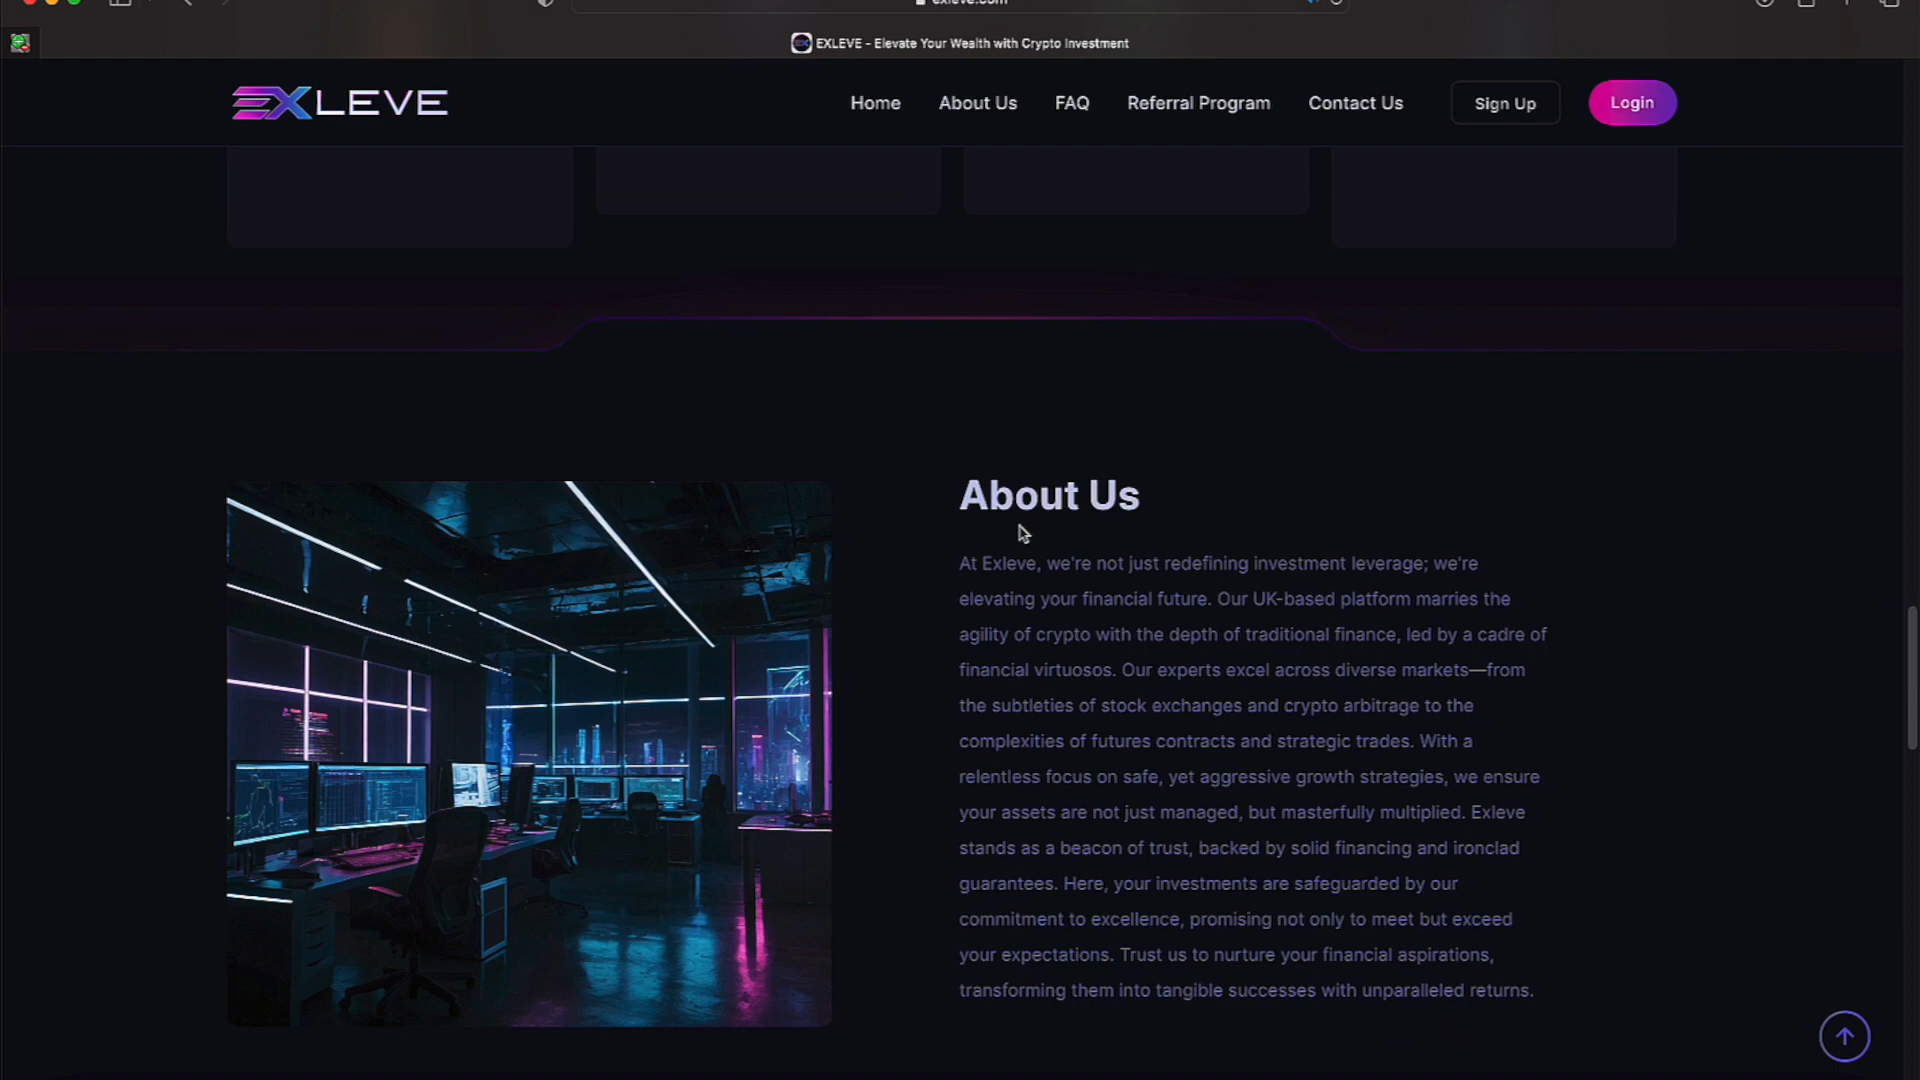 exleve.com
EXLEVE - Elevate Your Wealth with Crypto Investment
EXLEVE
Home
About Us
FAQ
Referral Program
Contact Us
Sign Up
Login
About Us
At Exleve, we're not just redefining investment leverage; we're
elevating your financial future. Our UK-based platform marries the
agility of crypto with the depth of traditional finance, led by a cadre of
financial virtuosos. Our experts excel across diverse markets—from
the subtleties of stock exchanges and crypto arbitrage to the
complexities of futures contracts and strategic trades. With a
relentless focus on safe, yet aggressive growth strategies, we ensure
your assets are not just managed, but masterfully multiplied. Exleve
stands as a beacon of trust, backed by solid financing and ironclad
guarantees. Here, your investments are safeguarded by our
commitment to excellence, promising not only to meet but exceed
your expectations. Trust us to nurture your financial aspirations,
transforming them into tangible successes with unparalleled returns.